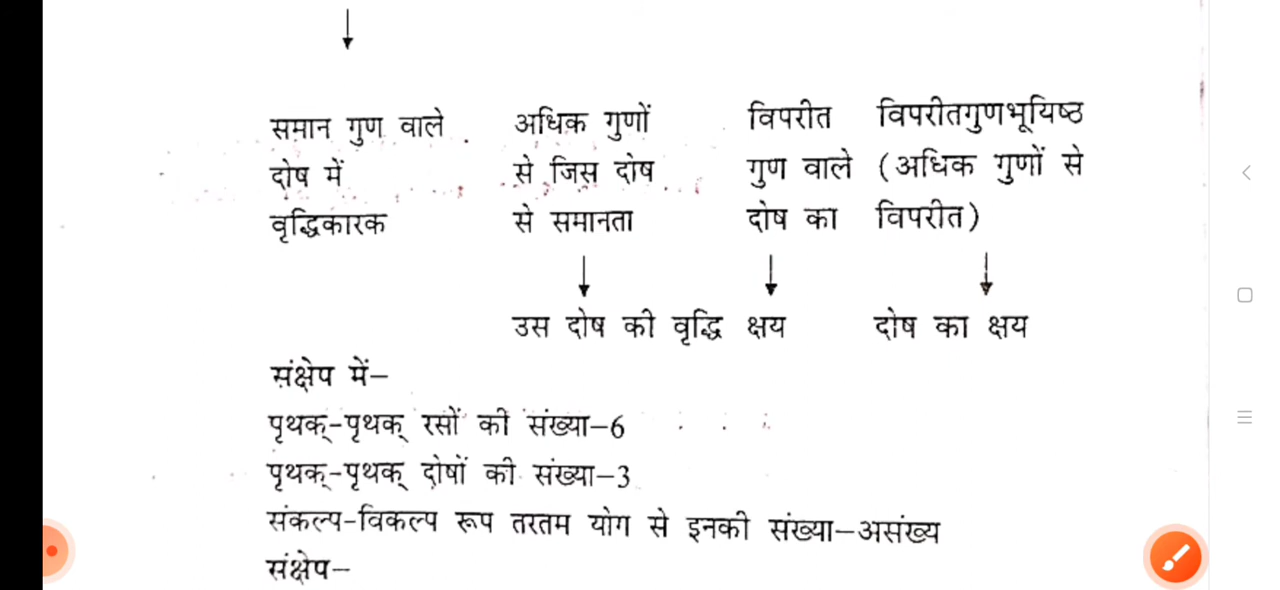 समान गुण वाले अधिक गुणों विपरीत विपरीतगुणभूयिष्ठ
दोष में से जिस दोष गुण वाले (अधिक गुणों से
वृद्धिकारक से समानता दोष का विपरीत)
उस दोष की वृद्धि क्षय दोष का क्षय
संक्षेप में–
पृथक्-पृथक् रसों की संख्या–6
पृथक्-पृथक् दोषों की संख्या–3
संकल्प-विकल्प रूप तरतम योग से इनकी संख्या–असंख्य
संक्षेप–